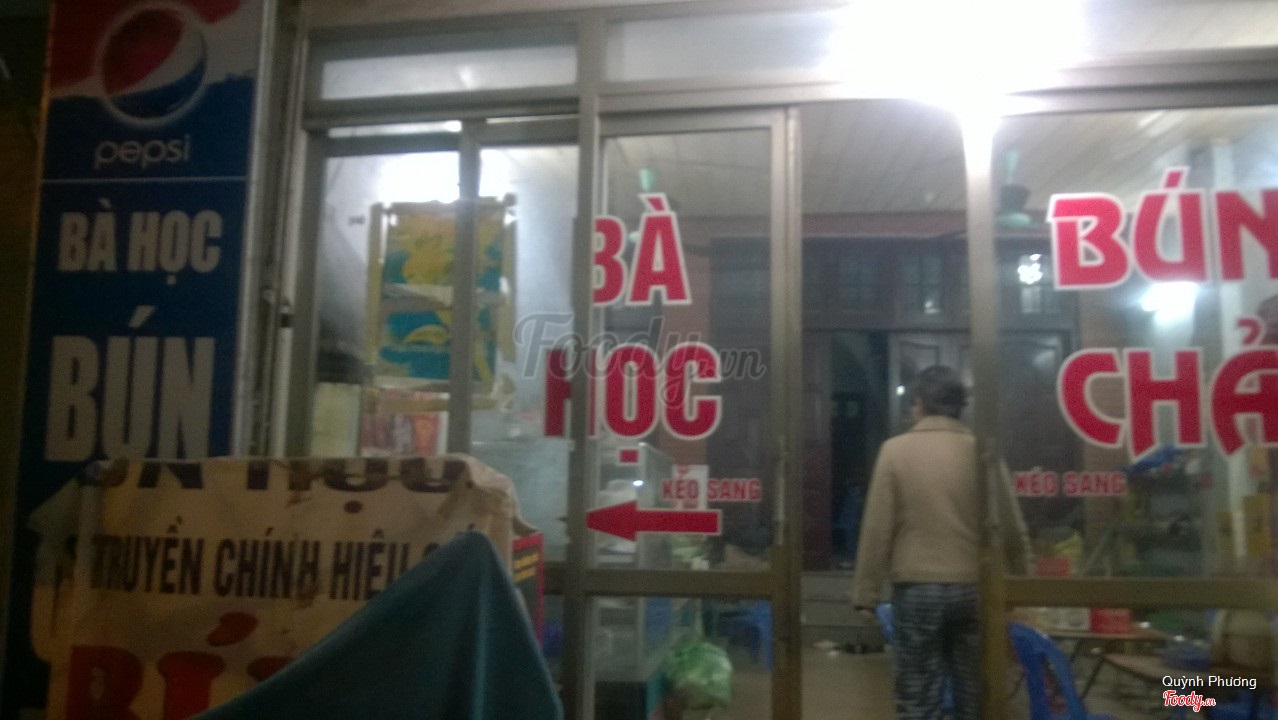 pepsi
BÀ HỌC
BÚN
TRUYỀN CHÍNH HIỆU
BÀ
HỌC
KÉO SANG
BÚN
CHẢ
KÉO SANG
Foody.vn
Quỳnh Phương
Foody.vn